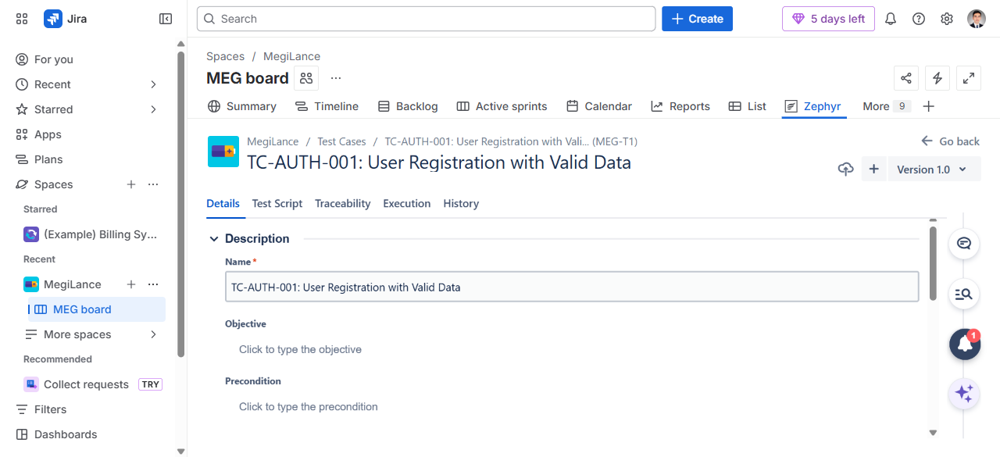 Jira
Search
Create
5 days left
For you
Recent
Starred
Apps
Plans
Spaces
Starred
(Example) Billing Sy...
Recent
MegiLance
MEG board
More spaces
Recommended
Collect requests TRY
Filters
Dashboards
Spaces / MegiLance
MEG board
Summary Timeline Backlog Active sprints Calendar Reports List Zephyr More 9
MegiLance / Test Cases / TC-AUTH-001: User Registration with Vali... (MEG-T1)
Go back
TC-AUTH-001: User Registration with Valid Data
Version 1.0
Details Test Script Traceability Execution History
Description
Name*
TC-AUTH-001: User Registration with Valid Data
Objective
Click to type the objective
Precondition
Click to type the precondition
1